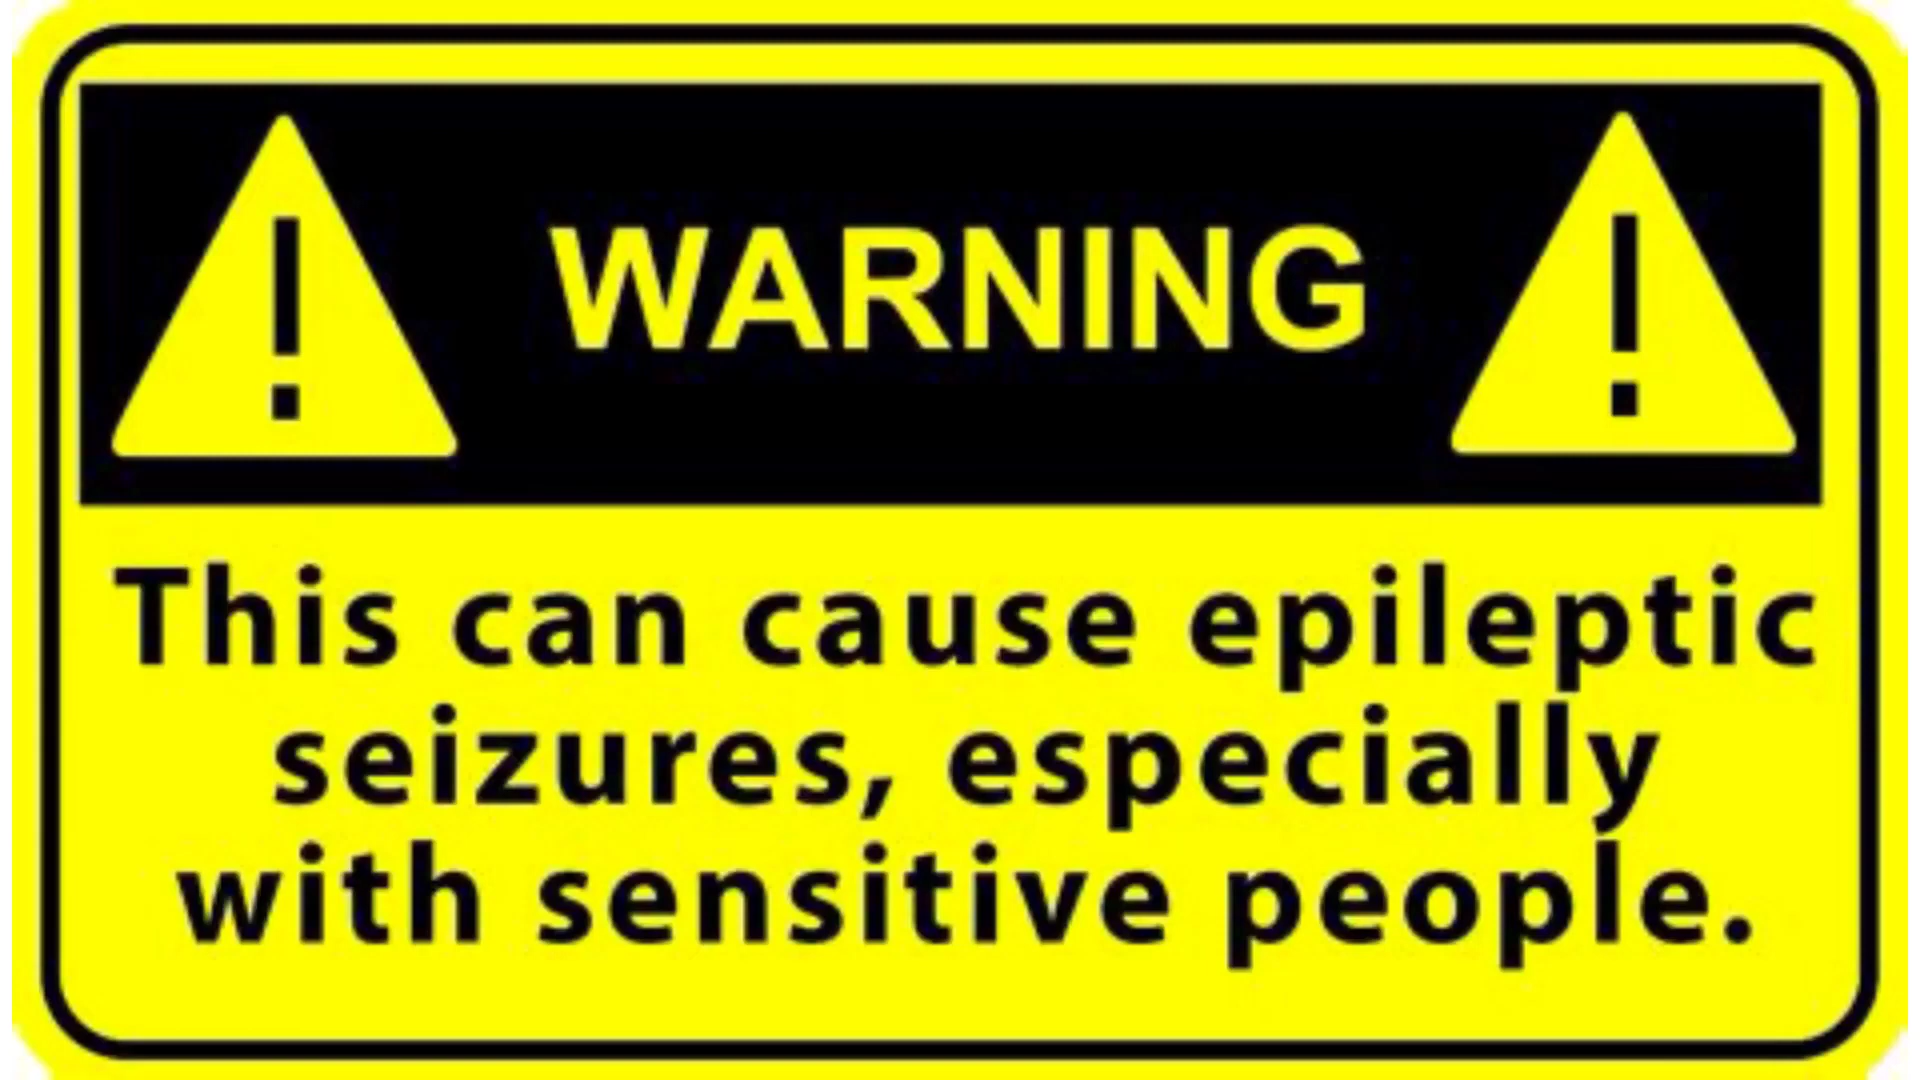 WARNING
This can cause epileptic
seizures, especially
with sensitive people.